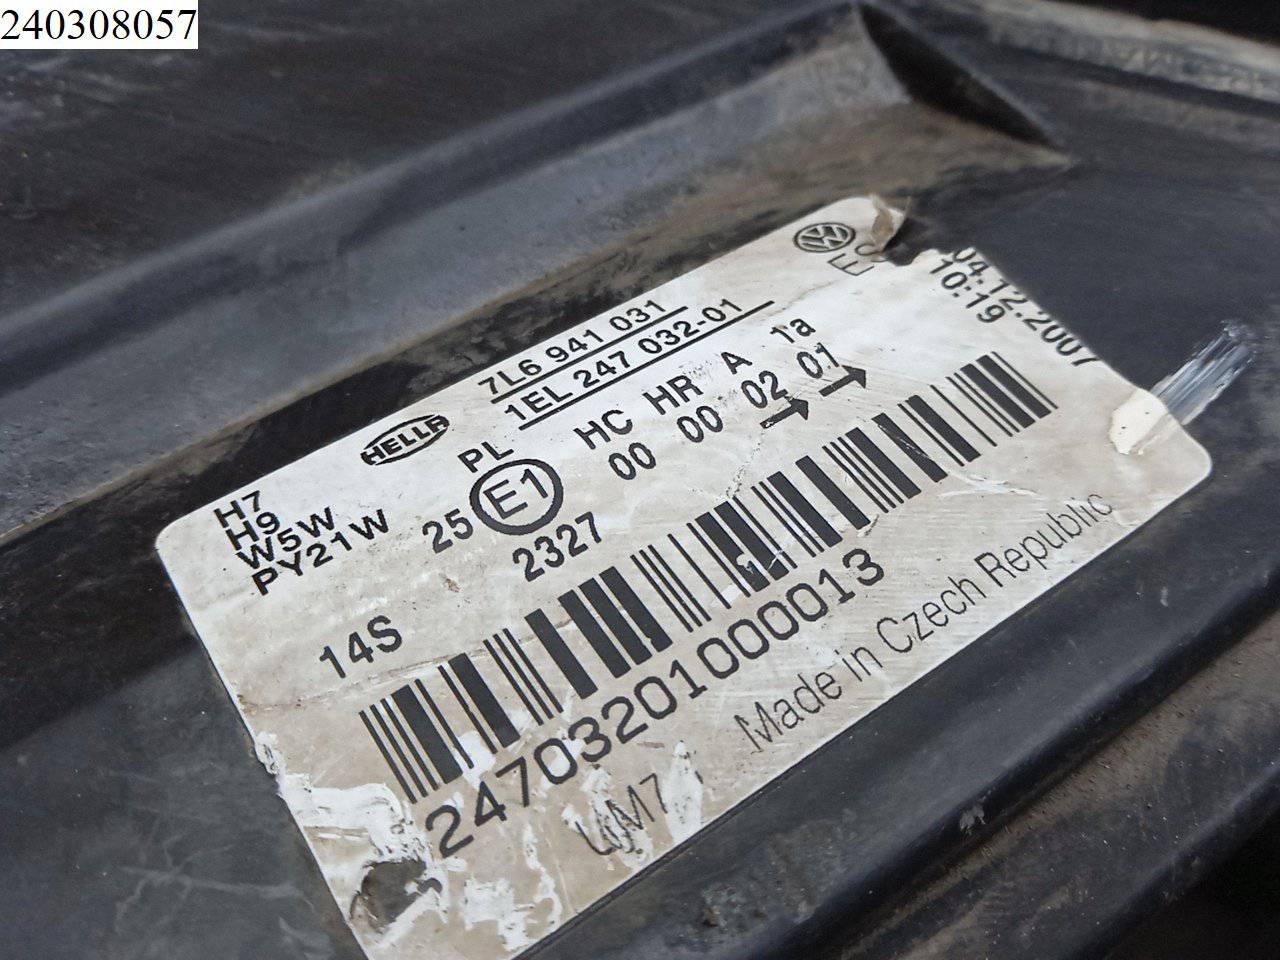 240308057
7L6 941 031
1EL 247 032-01
04.12.2007
10:19
HELLA
H7
H9
W5W
PY21W
PL
25 E1
2327
HC HR A 1a
00 00 02 01
14S
24703201000013
Made in Czech Republic